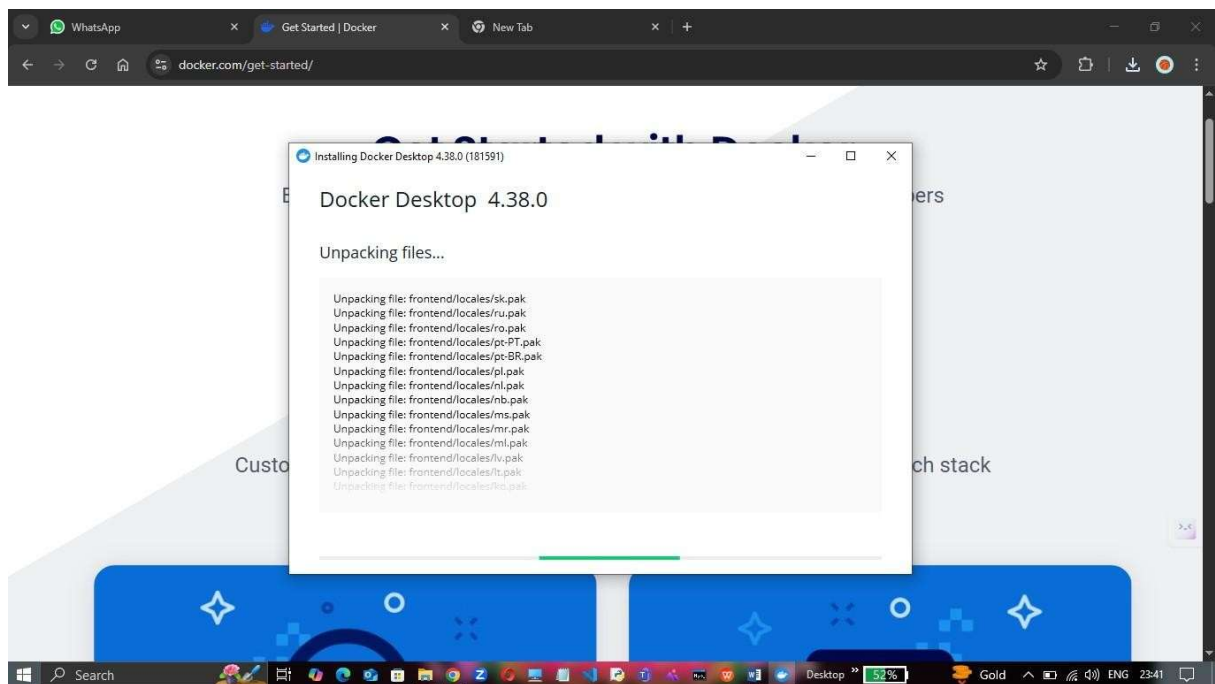 WhatsApp
Get Started | Docker
New Tab
docker.com/get-started/
Installing Docker Desktop 4.38.0 (181591)
Docker Desktop 4.38.0
ers
Unpacking files...
Unpacking file: frontend/locales/sk.pak
Unpacking file: frontend/locales/ru.pak
Unpacking file: frontend/locales/ro.pak
Unpacking file: frontend/locales/pt-PT.pak
Unpacking file: frontend/locales/pt-BR.pak
Unpacking file: frontend/locales/pl.pak
Unpacking file: frontend/locales/nl.pak
Unpacking file: frontend/locales/nb.pak
Unpacking file: frontend/locales/ms.pak
Unpacking file: frontend/locales/mr.pak
Unpacking file: frontend/locales/ml.pak
Unpacking file: frontend/locales/lv.pak
Unpacking file: frontend/locales/lt.pak
Unpacking file: frontend/locales/ko.pak
Custo
ch stack
Search
Desktop
52%
Gold
ENG
23:41